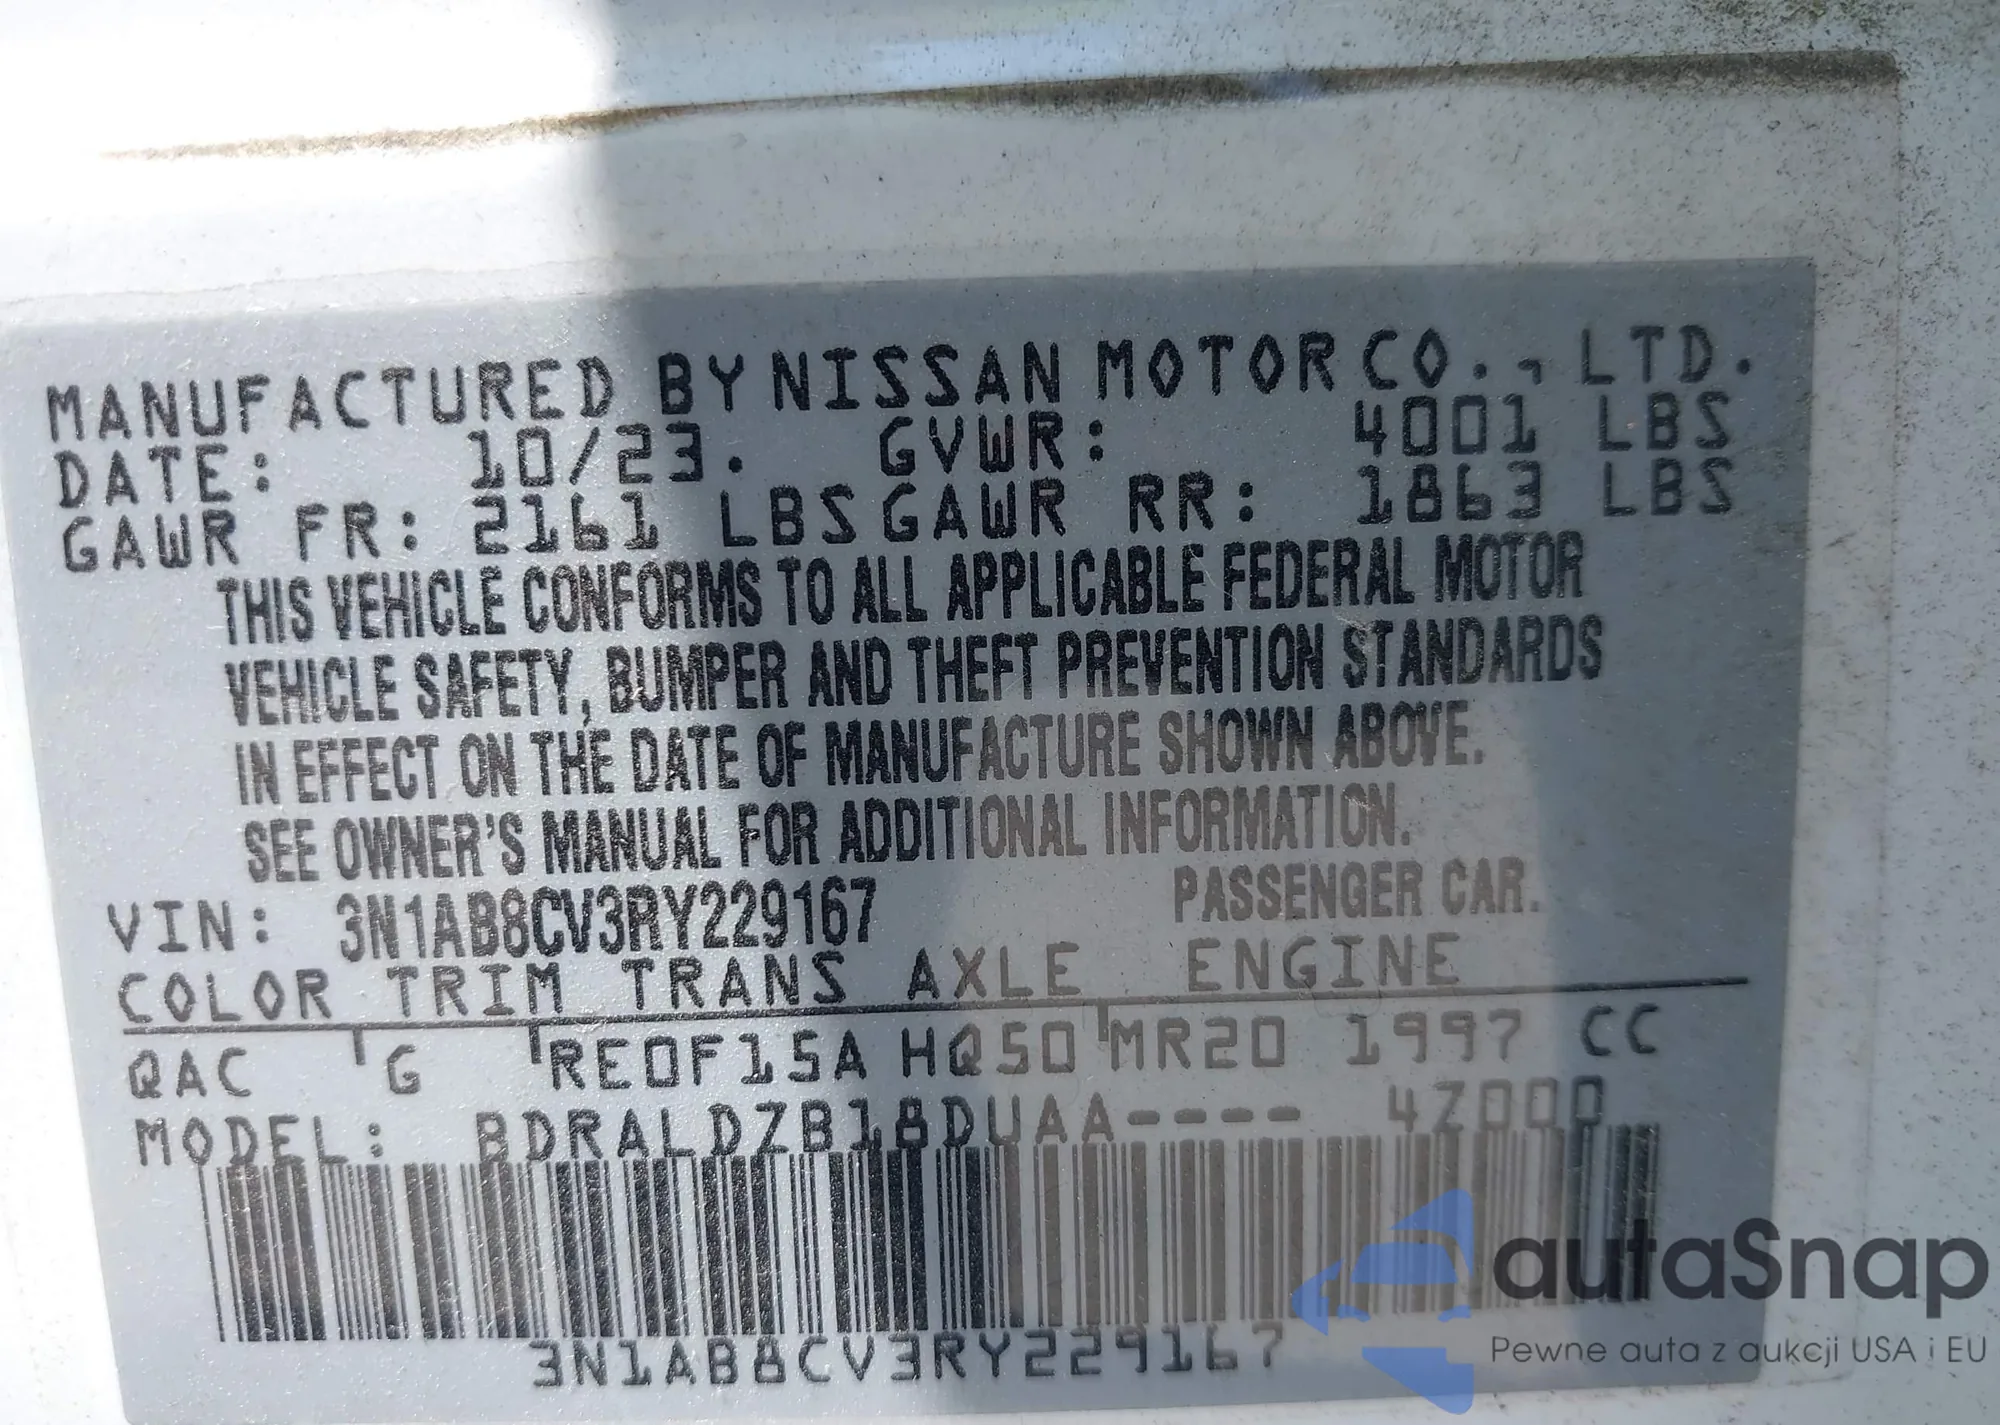 MANUFACTURED BY NISSAN MOTOR CO., LTD.
DATE: 10/23. GVWR: 4001 LBS
GAWR FR: 2161 LBS GAWR RR: 1863 LBS
THIS VEHICLE CONFORMS TO ALL APPLICABLE FEDERAL MOTOR
VEHICLE SAFETY, BUMPER AND THEFT PREVENTION STANDARDS
IN EFFECT ON THE DATE OF MANUFACTURE SHOWN ABOVE.
SEE OWNER'S MANUAL FOR ADDITIONAL INFORMATION.
VIN: 3N1AB8CV3RY229167 PASSENGER CAR.
COLOR TRIM TRANS AXLE ENGINE
QAC G RE0F15A HQ50 MR20 1997 CC
MODEL: BDRALDZB18DUAA---- 4Z000
3N1AB8CV3RY229167
autaSnap
Pewne auta z aukcji USA i EU